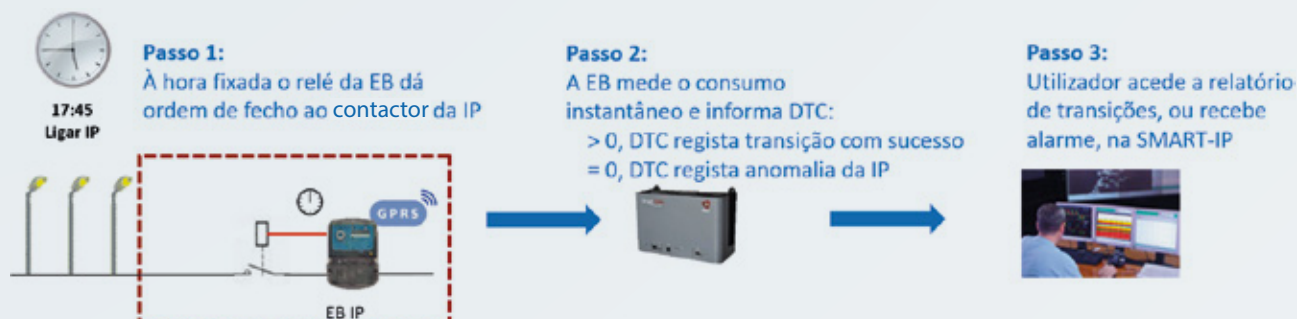 17:45
Ligar IP
Passo 1:
À hora fixada o relé da EB dá
ordem de fecho ao contactor da IP
GPRS
EB IP
Passo 2:
A EB mede o consumo
instantâneo e informa DTC:
> 0, DTC regista transição com sucesso
= 0, DTC regista anomalia da IP
Passo 3:
Utilizador acede a relatório
de transições, ou recebe
alarme, na SMART-IP